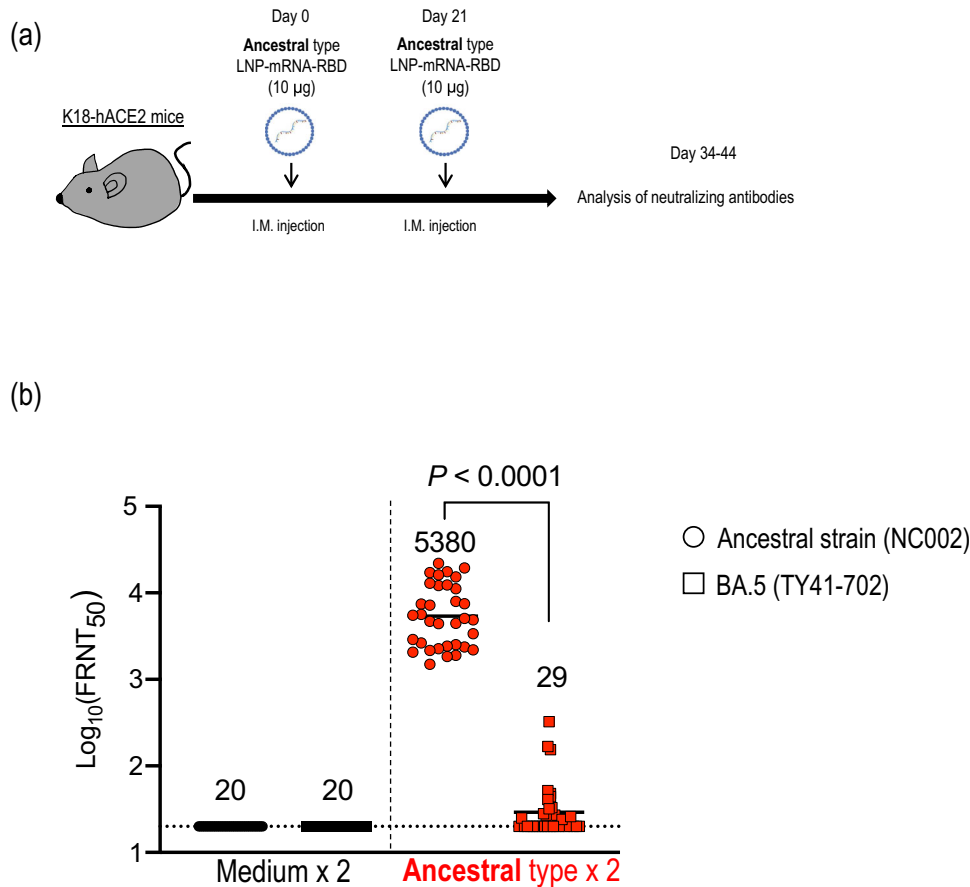 (a)
Day 0
Day 21
Ancestral type
LNP-mRNA-RBD
(10 µg)
Ancestral type
LNP-mRNA-RBD
(10 µg)
K18-hACE2 mice
Day 34-44
Analysis of neutralizing antibodies
I.M. injection
I.M. injection
(b)
P < 0.0001
Log10(FRNT50)
5
4
3
2
1
5380
29
20
20
Ancestral strain (NC002)
BA.5 (TY41-702)
Medium x 2
Ancestral type x 2